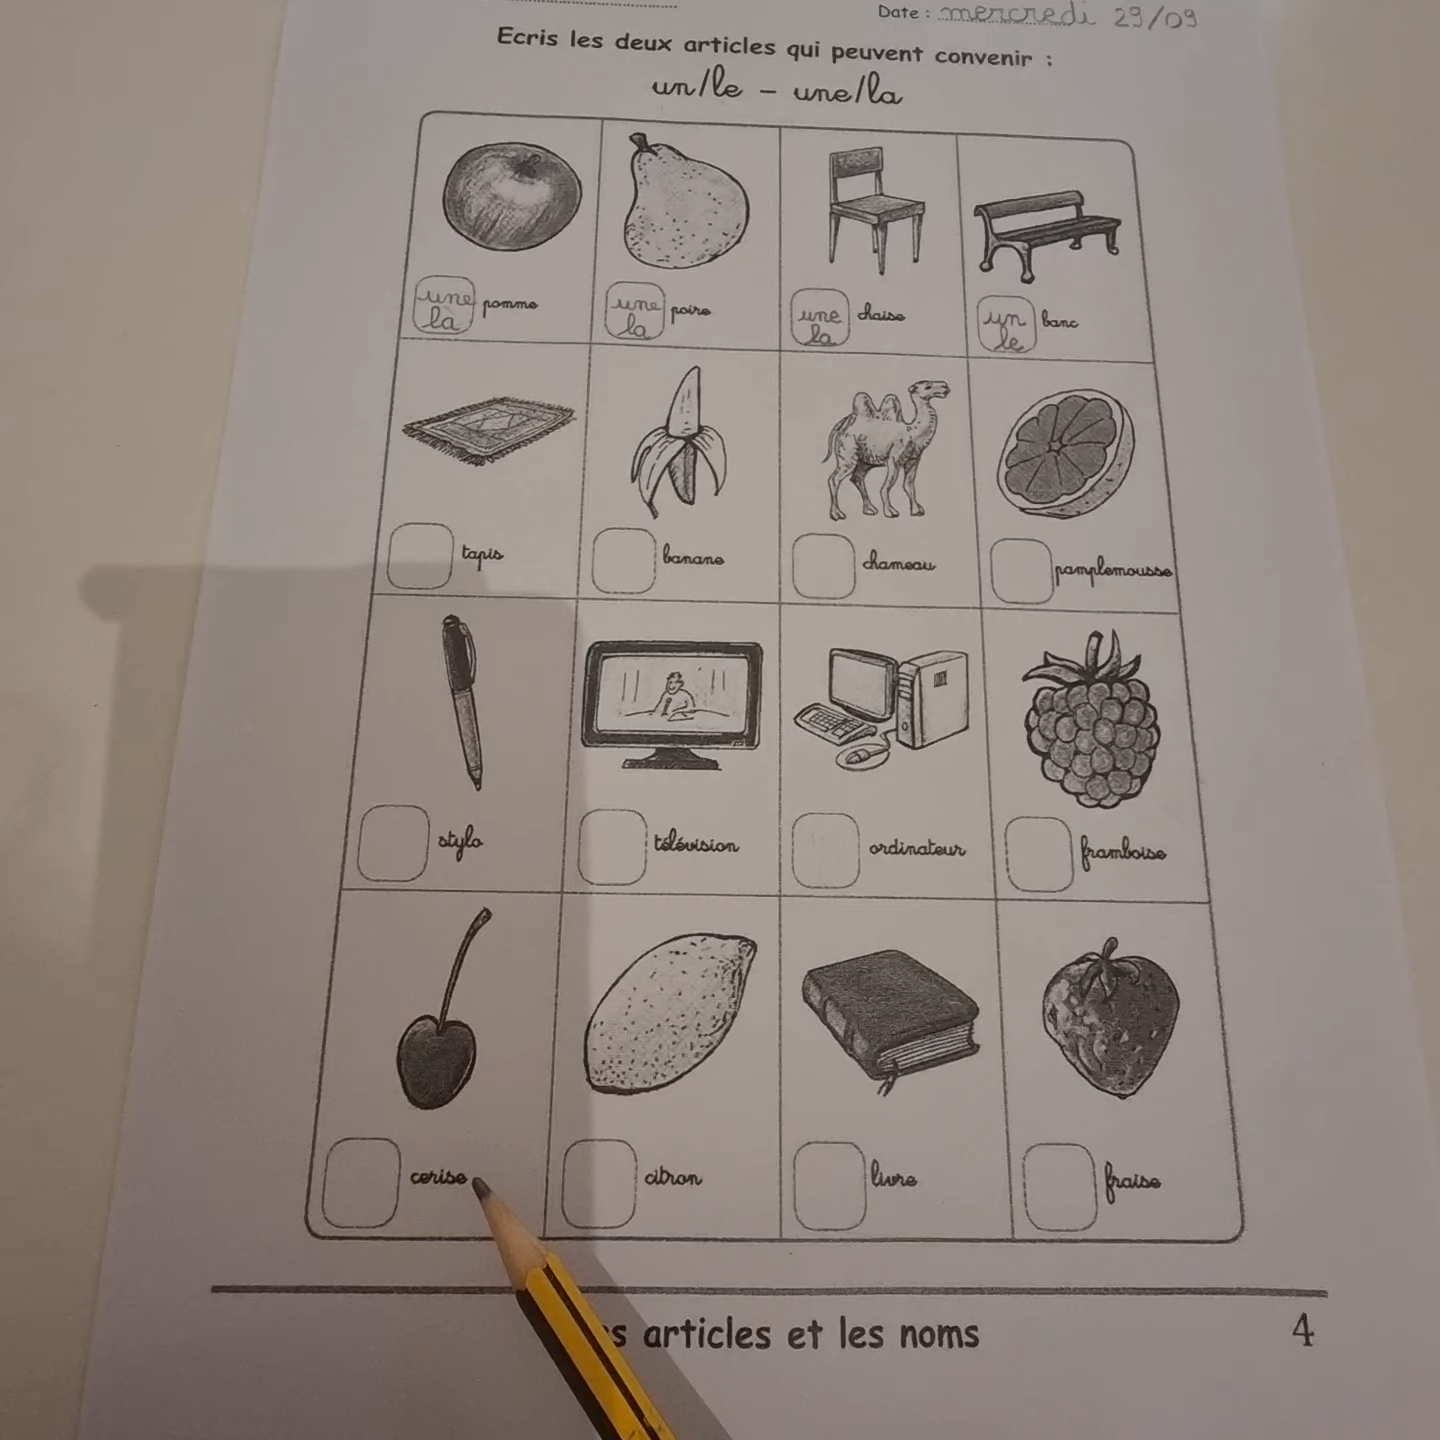 Date : mercredi 29/09
Ecris les deux articles qui peuvent convenir :
un/le – une/la
une
la
pomme
une
la
poire
une
la
chaise
un
le
banc
tapis
banane
chameau
pamplemousse
stylo
télévision
ordinateur
framboise
cerise
citron
livre
fraise
articles et les noms
4